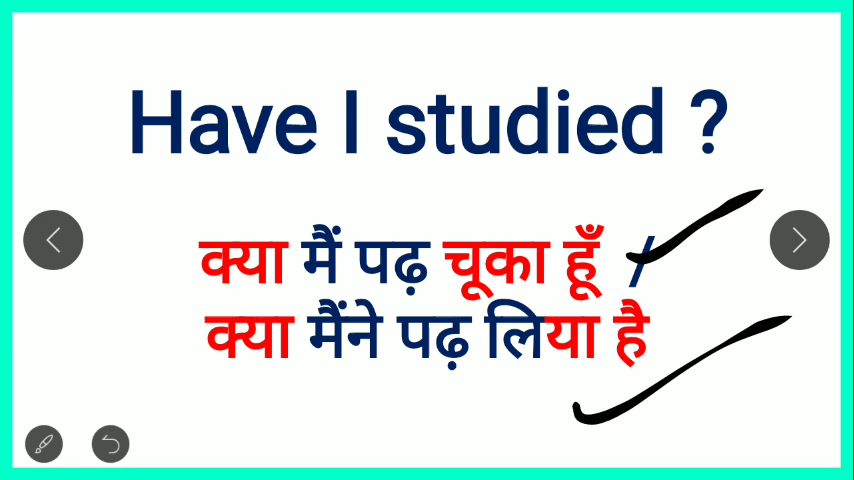 Have I studied ?
क्या मैं पढ़ चूका हूँ /
क्या मैंने पढ़ लिया है